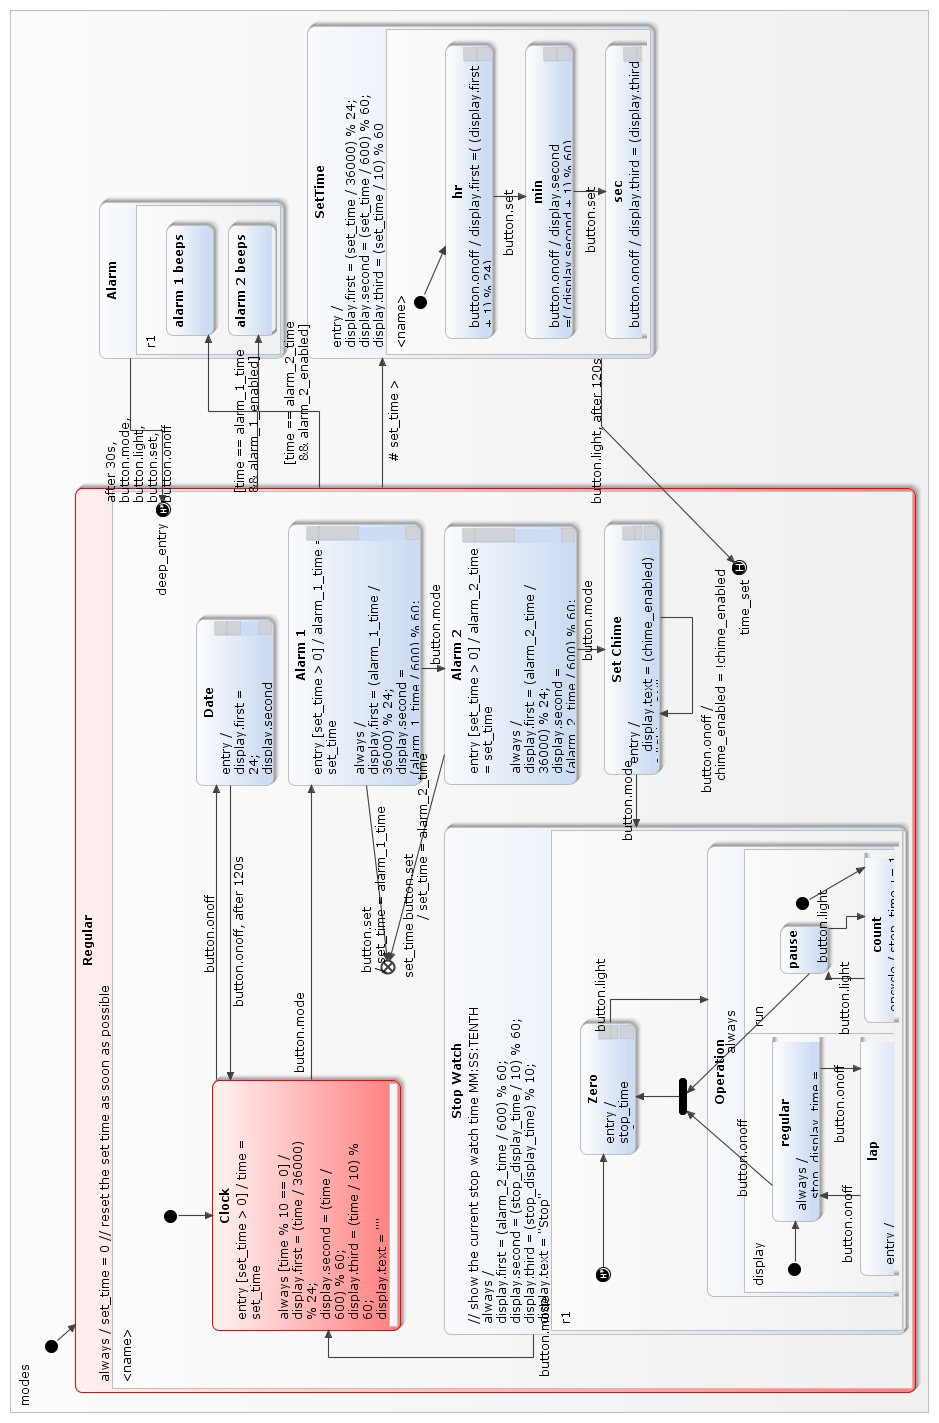 modes
Regular
always / set_time = 0 // reset the set time as soon as possible
<name>
Clock
entry [set_time > 0] / time =
set_time
always [time % 10 == 0] /
display.first = (time / 36000)
% 24;
display.second = (time /
600) % 60;
display.third = (time / 10) %
60;
display.text = ""
button.onoff
button.onoff, after 120s
button.mode
Date
entry /
display.first =
24;
display.second
Alarm 1
entry [set_time > 0] / alarm_1_time =
set_time
always /
display.first = (alarm_1_time /
36000) % 24;
display.second =
(alarm_1_time / 600) % 60;
button.mode
Alarm 2
entry [set_time > 0] / alarm_2_time
= set_time
always /
display.first = (alarm_2_time /
36000) % 24;
display.second =
(alarm_2_time / 600) % 60;
button.mode
Set Chime
entry /
display.text = (chime_enabled)
button.onoff /
chime_enabled = !chime_enabled
button.mode
button.set
/ set_time = alarm_1_time
set_time
button.set
/ set_time = alarm_2_time
Stop Watch
// show the current stop watch time MM:SS:TENTH
always /
display.first = (alarm_2_time / 600) % 60;
display.second = (stop_display_time / 10) % 60;
display.third = (stop_display_time) % 10;
display.text = "Stop"
button.mode
r1
Zero
entry /
stop_time
button.light
Operation
always
run
pause
button.light
count
oncycle / stop_time += 1
button.light
button.onoff
display
regular
always /
stop_display_time =
button.onoff
button.onoff
lap
entry /
deep_entry
after 30s,
button.mode,
button.light,
button.set,
button.onoff
Alarm
r1
alarm 1 beeps
alarm 2 beeps
[time == alarm_1_time
&& alarm_1_enabled]
[time == alarm_2_time
&& alarm_2_enabled]
# set_time >
button.light, after 120s
time_set
SetTime
entry /
display.first = (set_time / 36000) % 24;
display.second = (set_time / 600) % 60;
display.third = (set_time / 10) % 60
<name>
hr
button.onoff / display.first =( (display.first
+ 1) % 24)
button.set
min
button.onoff / display.second
=( (display.second + 1) % 60)
button.set
sec
button.onoff / display.third = (display.third